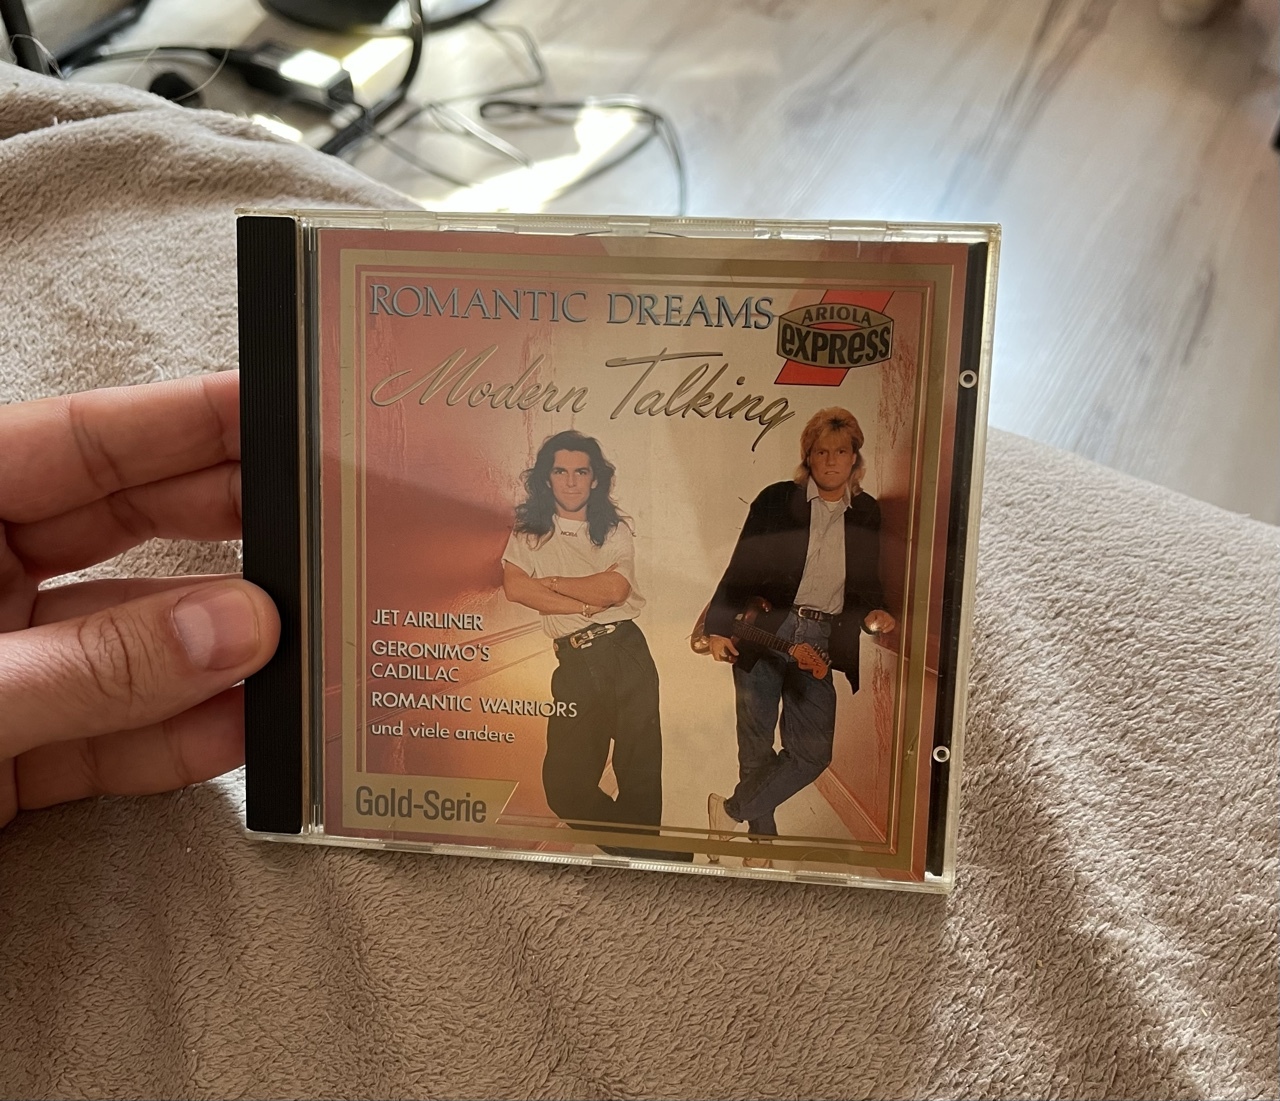 ROMANTIC DREAMS
ARIOLA
express
Modern Talking
JET AIRLINER
GERONIMO'S
CADILLAC
ROMANTIC WARRIORS
und viele andere
Gold-Serie